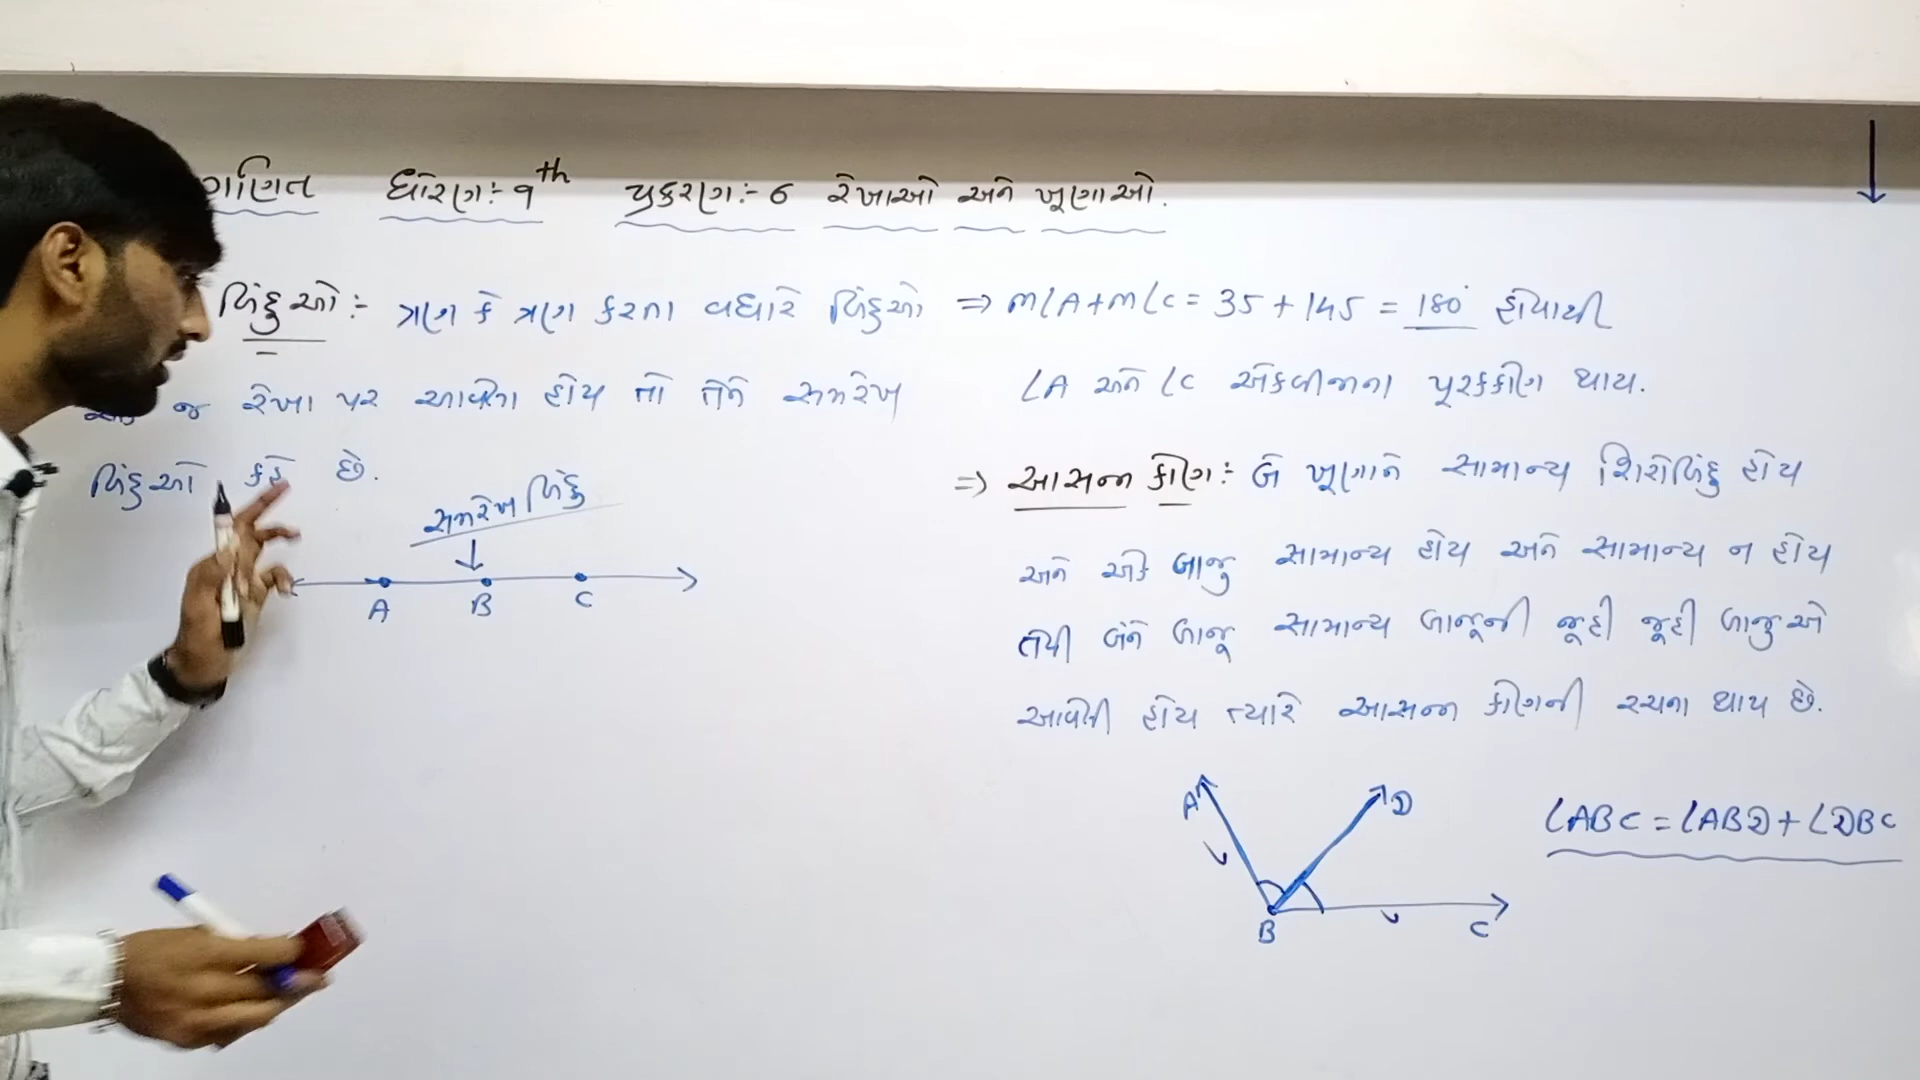 ગણિત ધોરણ:- 9th પ્રકરણ:- 6 રેખાઓ અને ખૂણાઓ.
બિંદુઓ :- ત્રણ કે ત્રણ કરતા વધારે બિંદુઓ
જ રેખા પર આવેલા હોય તો તેને સમરેખ
બિંદુઓ કહે છે.
સમરેખ બિંદુ
A B C
⇒ m∠A + m∠C = 35 + 145 = 180° હોવાથી
∠A અને ∠C એકબીજાના પૂરકકોણ થાય.
⇒ આસન્ન કોણ :- બે ખૂણાને સામાન્ય શિરોબિંદુ હોય
અને એક બાજુ સામાન્ય હોય અને સામાન્ય ન હોય
તેવી બંને બાજૂ સામાન્ય બાજૂની જૂદી જૂદી બાજુએ
આવેલી હોય ત્યારે આસન્ન કોણની રચના થાય છે.
A D
B C
∠ABC = ∠ABD + ∠DBC